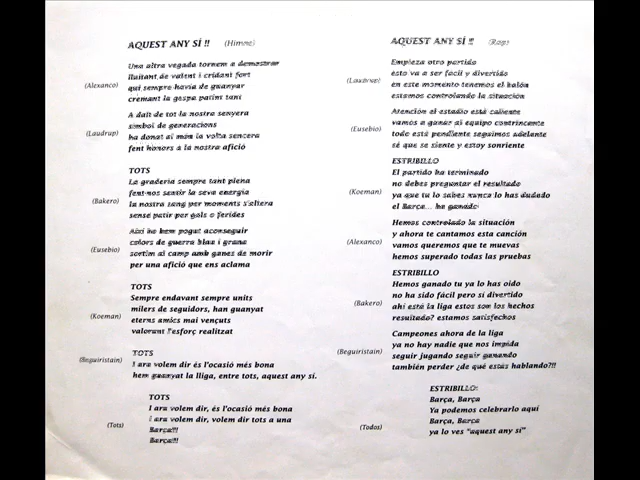 AQUEST ANY SÍ !! (Himne)
Una altra vegada tornem a demostrar
lluitant de valent i cridant fort
(Alexanco)
qui sempre havia de guanyar
cremant la gespa patint tant
A dalt de tot la nostra senyera
símbol de generacions
(Laudrup)
ha donat al món la volta sencera
fent honors a la nostra afició
TOTS
La graderia sempre tant plena
fent-nos sentir la seva energia
(Bakero)
la nostra sang per moments s'altera
sense patir per gols o ferides
Així he hem pogut aconseguir
(Eusebio)
colors de guerra blau i grana
sortim al camp amb ganes de morir
per una afició que ens aclama
TOTS
Sempre endavant sempre units
milers de seguidors, han guanyat
(Koeman)
eterns amics mai vençuts
valorant l'esforç realitzat
TOTS
(Beguiristain)
I ara volem dir és l'ocasió més bona
hem guanyat la lliga, entre tots, aquest any sí.
TOTS
I ara volem dir, és l'ocasió més bona
I ara volem dir, volem dir tots a una
(Tots)
Barça!!!
Barça!!!
AQUEST ANY SÍ !!! (Rap)
Empieza otro partido
esto va a ser fácil y divertido
(Laudrup)
en este momento tenemos el balón
estamos controlando la situación
Atención el estadio está caliente
vamos a ganar al equipo contrincante
(Eusebio)
todo está pendiente seguimos adelante
sé que se siente y estoy sonriente
ESTRIBILLO
El partido ha terminado
no debes preguntar el resultado
(Koeman)
ya que tu lo sabes nunca lo has dudado
el Barça... ha ganado
Hemos controlado la situación
y ahora te cantamos esta canción
(Alexanco)
vamos queremos que te muevas
hemos superado todas las pruebas
ESTRIBILLO
Hemos ganado tu ya lo has oido
no ha sido fácil pero sí divertido
(Bakero)
ahí está la liga estos son los hechos
resultado? estamos satisfechos
Campeones ahora de la liga
ya no hay nadie que nos impida
(Beguiristain)
seguir jugando seguir ganando
también perder ¿de qué estás hablando?!!
ESTRIBILLO:
Barça, Barça
Ya podemos celebrarlo aquí
(Todos)
Barça, Barça
ya lo ves "aquest any sí"